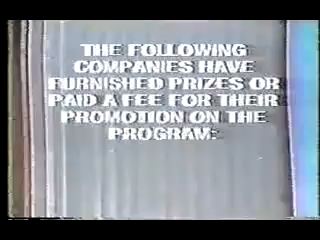 THE FOLLOWING
COMPANIES HAVE
FURNISHED PRIZES OR
PAID A FEE FOR THEIR
PROMOTION ON THE
PROGRAM: